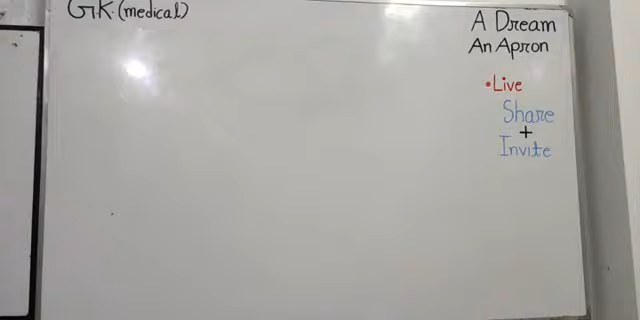 GK.(medical)
A Dream
An Apron
•Live
Share
+
Invite